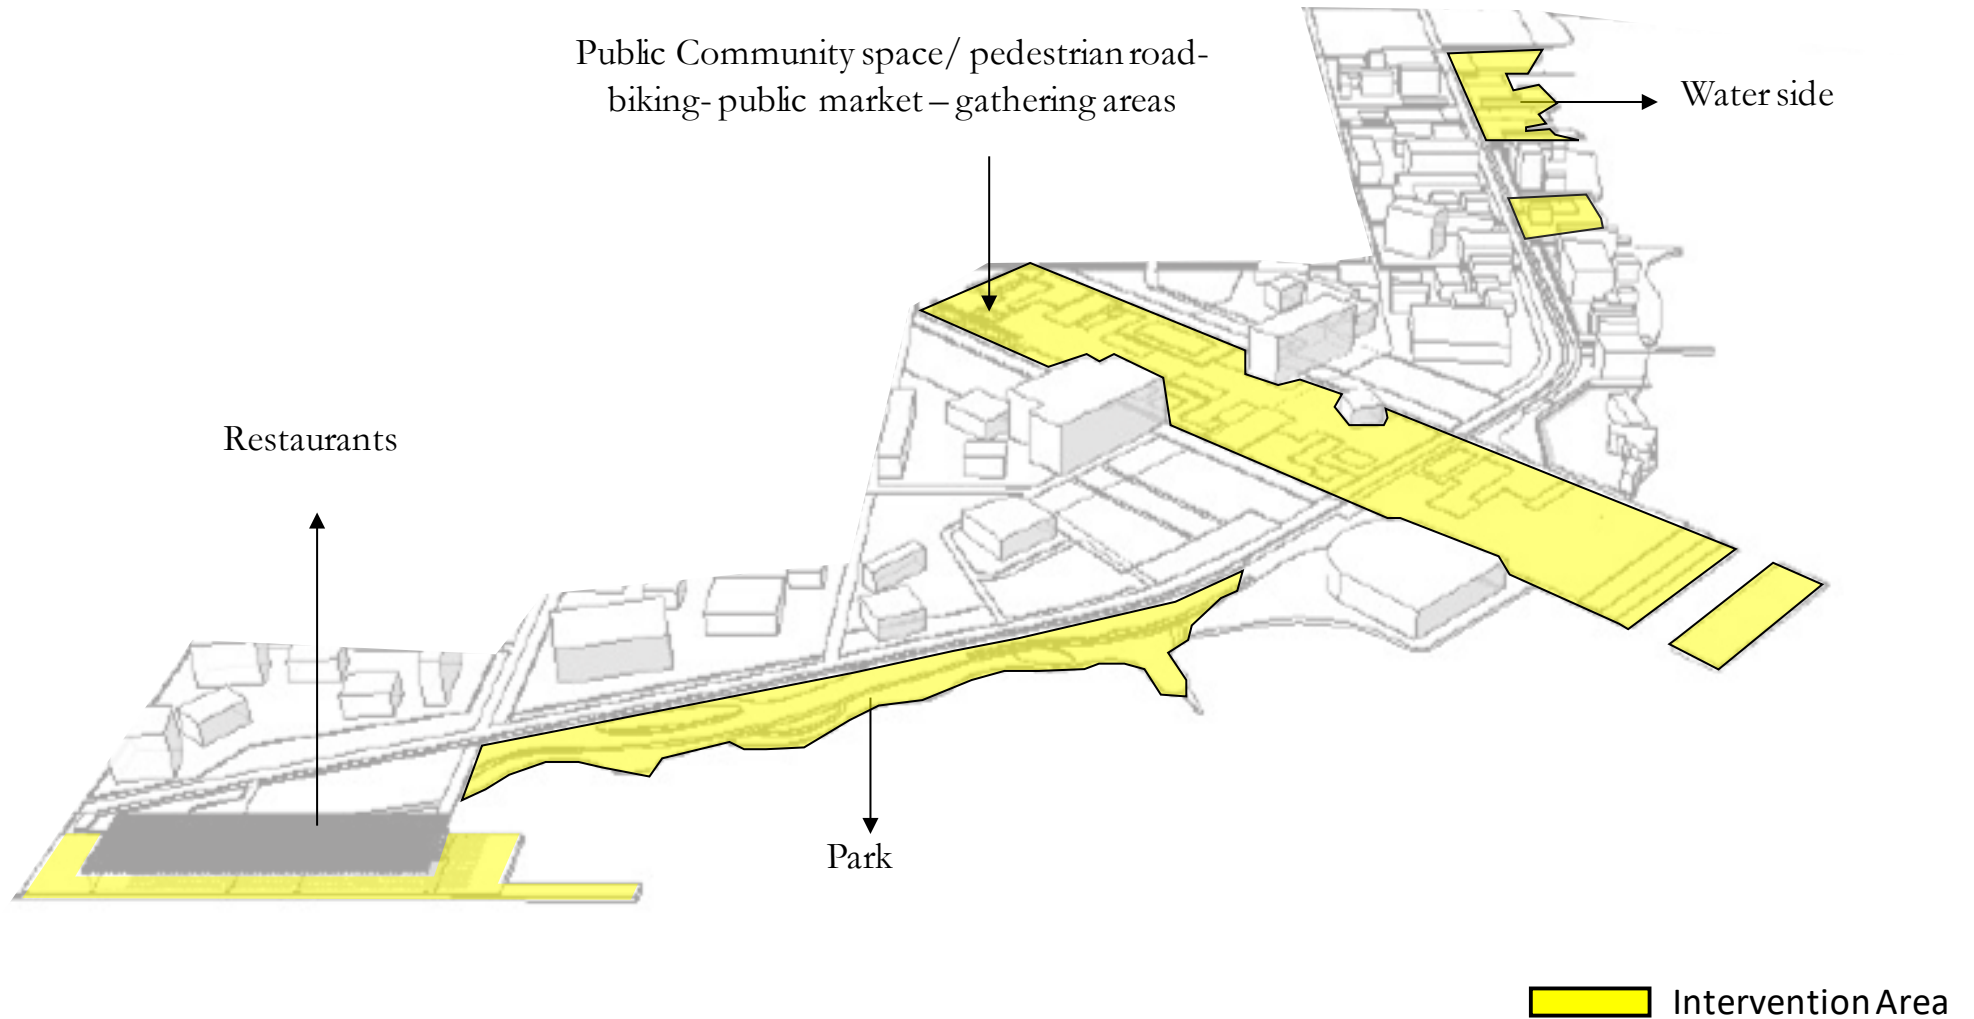 Public Community space/ pedestrian road-
biking- public market – gathering areas
Water side
Restaurants
Park
Intervention Area